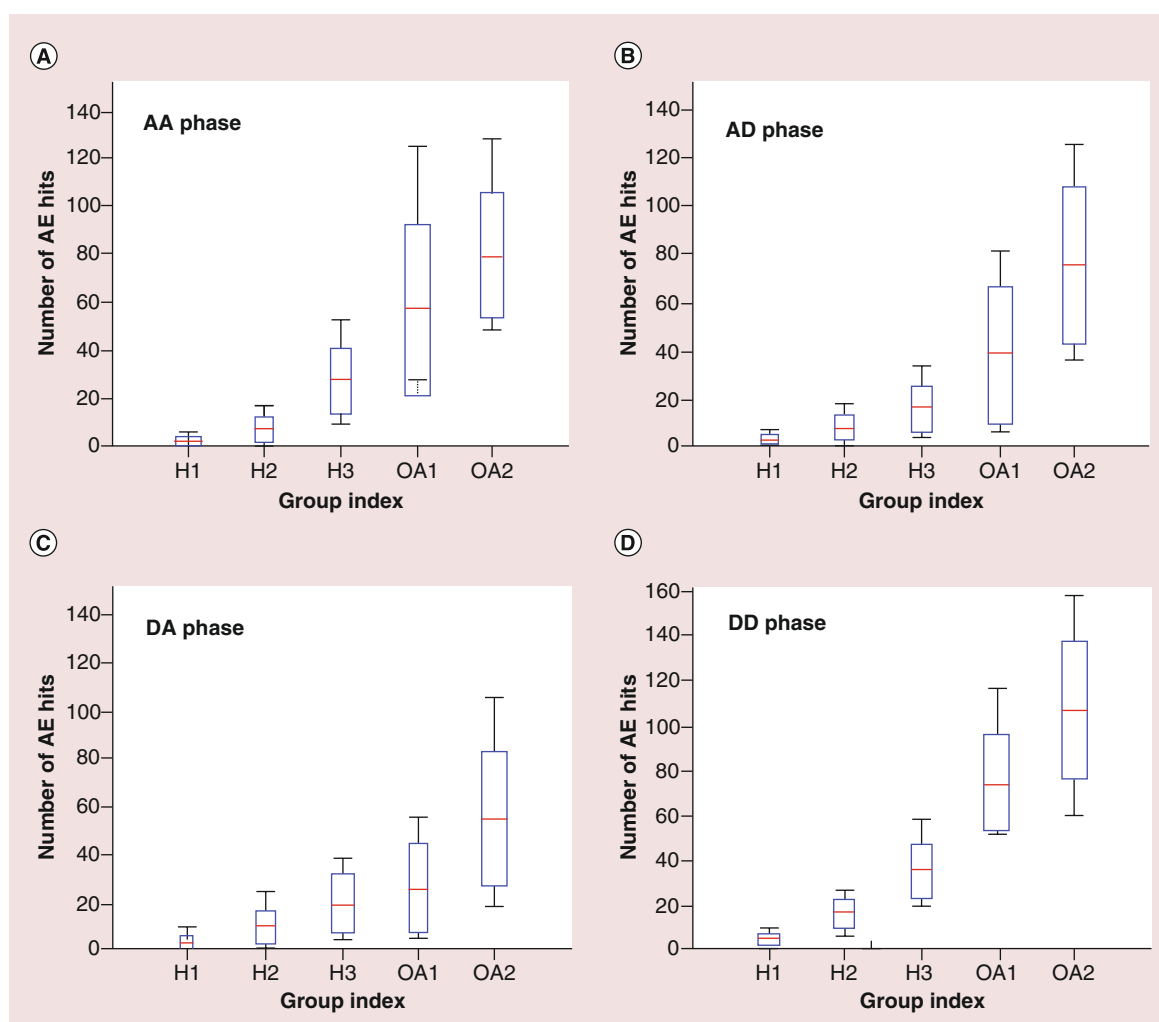 A
AA phase
Number of AE hits
140
120
100
80
60
40
20
0
H1 H2 H3 OA1 OA2
Group index
B
AD phase
Number of AE hits
140
120
100
80
60
40
20
0
H1 H2 H3 OA1 OA2
Group index
C
DA phase
Number of AE hits
140
120
100
80
60
40
20
0
H1 H2 H3 OA1 OA2
Group index
D
DD phase
Number of AE hits
160
140
120
100
80
60
40
20
0
H1 H2 H3 OA1 OA2
Group index